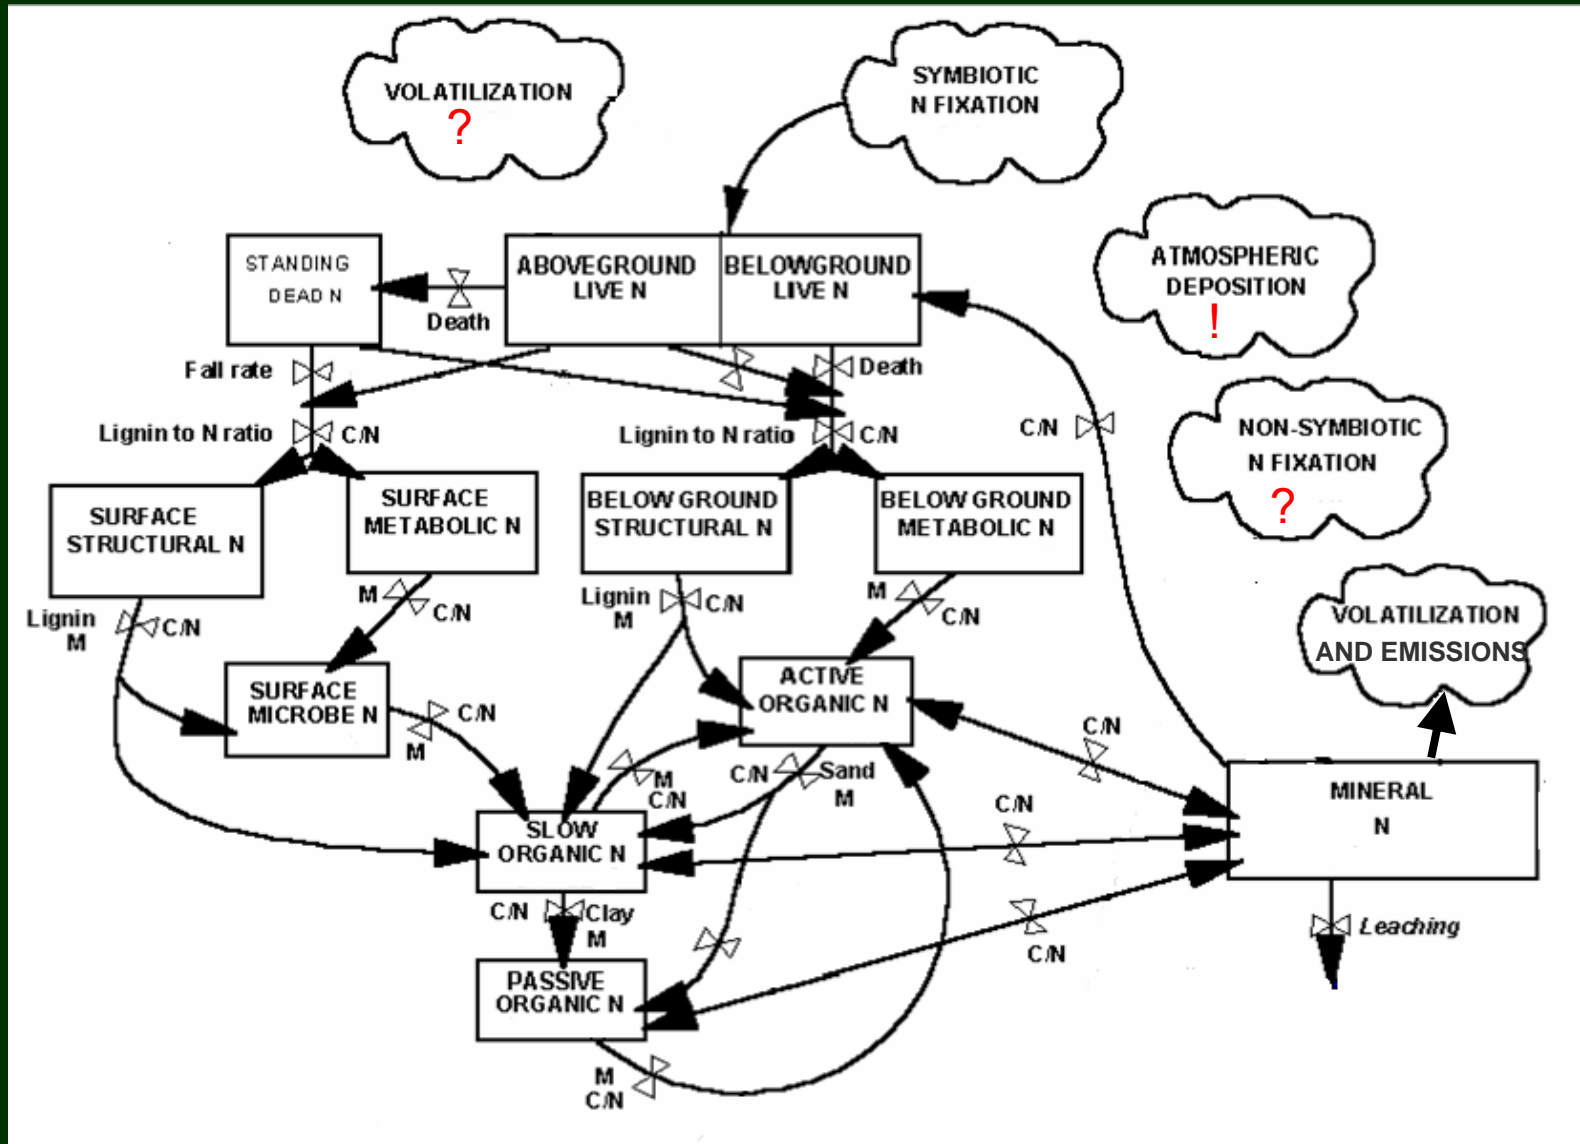 VOLATILIZATION
?
SYMBIOTIC
N FIXATION
ATMOSPHERIC
DEPOSITION
!
STANDING
DEAD N
ABOVEGROUND
LIVE N
BELOWGROUND
LIVE N
Death
Fall rate
Death
Lignin to N ratio
C/N
Lignin to N ratio
C/N
C/N
NON-SYMBIOTIC
N FIXATION
?
SURFACE
STRUCTURAL N
SURFACE
METABOLIC N
BELOW GROUND
STRUCTURAL N
BELOW GROUND
METABOLIC N
Lignin
M
C/N
M
C/N
Lignin
M
C/N
M
C/N
VOLATILIZATION
AND EMISSIONS
SURFACE
MICROBE N
C/N
M
ACTIVE
ORGANIC N
M
C/N
C/N
Sand
M
C/N
C/N
MINERAL
N
SLOW
ORGANIC N
C/N
Clay
M
C/N
Leaching
PASSIVE
ORGANIC N
M
C/N